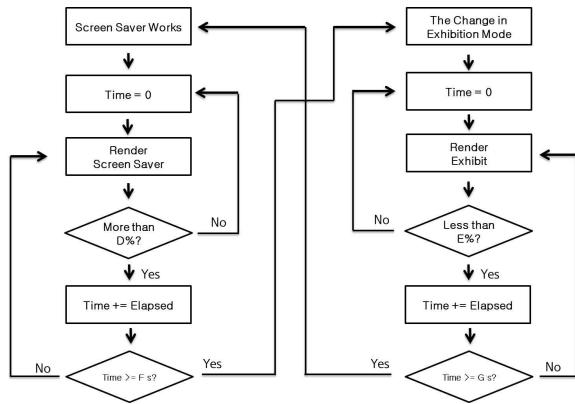 Screen Saver Works
Time = 0
Render
Screen Saver
More than
D%?
No
Yes
Time += Elapsed
Time >= F s?
No
Yes
The Change in
Exhibition Mode
Time = 0
Render
Exhibit
Less than
E%?
No
Yes
Time += Elapsed
Time >= G s?
Yes
No